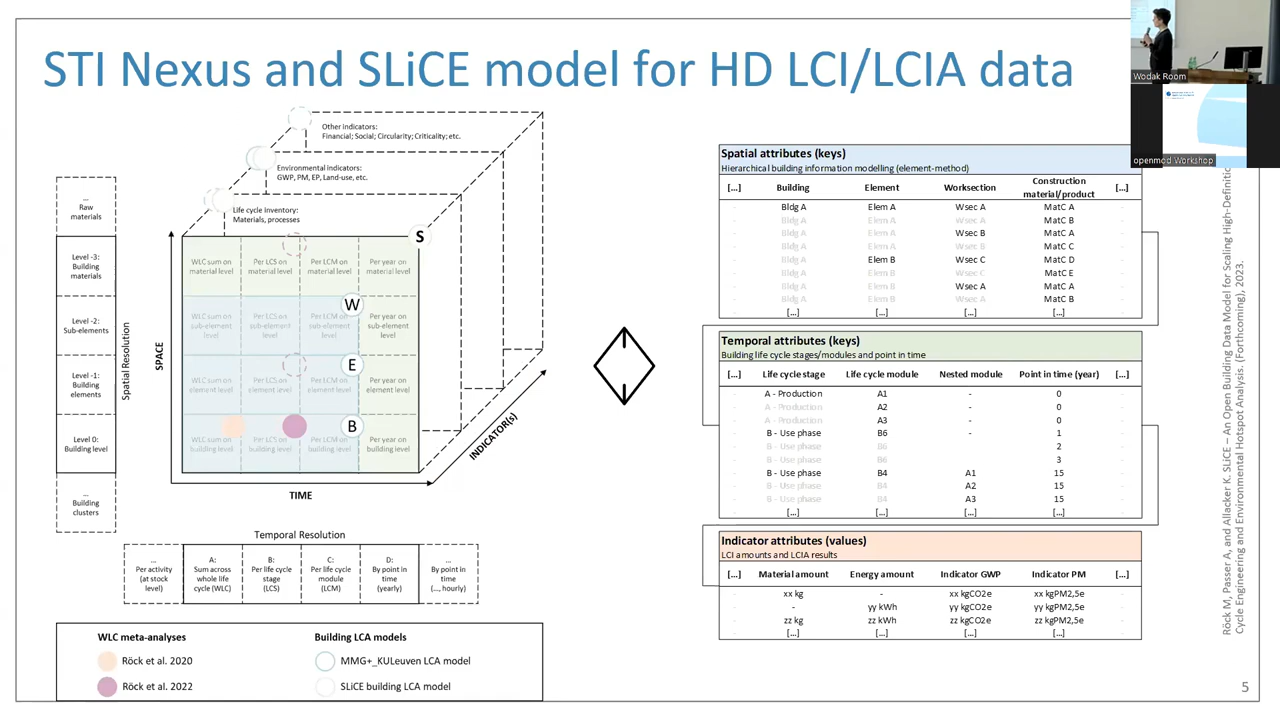 STI Nexus and SLiCE model for HD LCI/LCIA data
Wodak Room
openmod Workshop
Other indicators:
Financial; Social; Circularity; Criticality; etc.
Environmental indicators:
GWP, PM, EP, Land-use, etc.
Life cycle inventory:
Materials, processes
S
...
Raw
materials
Level -3:
Building
materials
Level -2:
Sub-elements
Level -1:
Building
elements
Level 0:
Building level
...
Building
clusters
Spatial Resolution
SPACE
WLC sum on
material level
Per LCS on
material level
Per LCM on
material level
Per year on
material level
W
WLC sum on
sub-element
level
Per LCS on
sub-element
level
Per LCM on
sub-element
level
Per year on
sub-element
level
E
WLC sum on
element level
Per LCS on
element level
Per LCM on
element level
Per year on
element level
B
WLC sum on
building level
Per LCS on
building level
Per LCM on
building level
Per year on
building level
TIME
INDICATOR(s)
Temporal Resolution
...
Per activity
(at stock
level)
A:
Sum across
whole life
cycle (WLC)
B:
Per life cycle
stage
(LCS)
C:
Per life cycle
module
(LCM)
D:
By point in
time
(yearly)
...
By point in
time
(..., hourly)
WLC meta-analyses
Röck et al. 2020
Röck et al. 2022
Building LCA models
MMG+_KULeuven LCA model
SLiCE building LCA model
Spatial attributes (keys)
Hierarchical building information modelling (element-method)
[...] Building Element Worksection Construction material/product [...]
- Bldg A Elem A Wsec A MatC A -
- Bldg A Elem A Wsec A MatC B -
- Bldg A Elem A Wsec B MatC A -
- Bldg A Elem A Wsec B MatC C -
- Bldg A Elem B Wsec C MatC D -
- Bldg A Elem B Wsec C MatC E -
- Bldg A Elem B Wsec A MatC A -
- Bldg A Elem B Wsec A MatC B -
[...] [...] [...] [...]
Temporal attributes (keys)
Building life cycle stages/modules and point in time
[...] Life cycle stage Life cycle module Nested module Point in time (year) [...]
- A - Production A1 - 0 -
- A - Production A2 - 0 -
- A - Production A3 - 0 -
- B - Use phase B6 - 1 -
- B - Use phase B6 2 -
- B - Use phase B6 3 -
- B - Use phase B4 A1 15 -
- B - Use phase B4 A2 15 -
- B - Use phase B4 A3 15 -
[...] [...] [...] [...]
Indicator attributes (values)
LCI amounts and LCIA results
[...] Material amount Energy amount Indicator GWP Indicator PM [...]
- xx kg - xx kgCO2e xx kgPM2,5e -
- - yy kWh yy kgCO2e yy kgPM2,5e -
- zz kg zz kWh zz kgCO2e zz kgPM2,5e -
[...] [...] [...] [...]
Röck M, Passer A, and Allacker K. SLiCE – An Open Building Data Model for Scaling High-Definitic
Cycle Engineering and Environmental Hotspot Analysis. (Forthcoming), 2023.
5